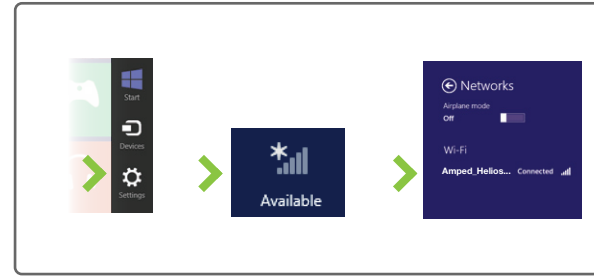 Start
Devices
Settings
Available
Networks
Airplane mode
Off
Wi-Fi
Amped_Helios... Connected